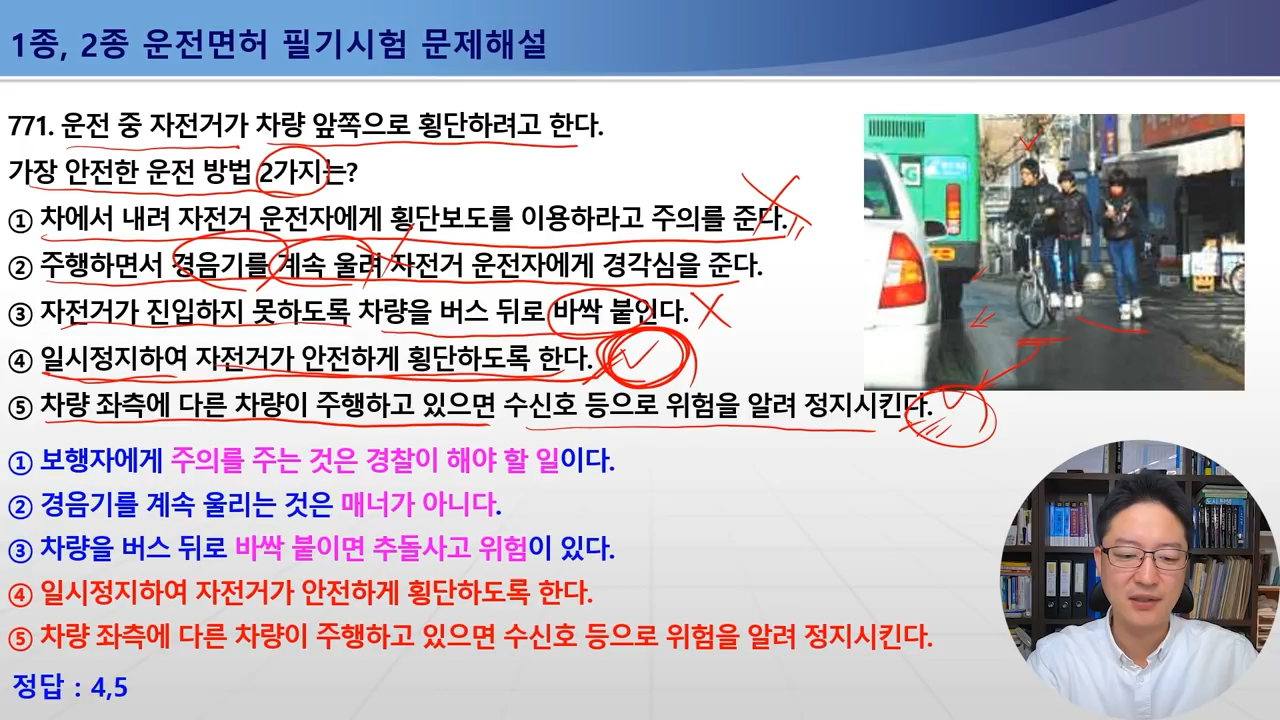 1종, 2종 운전면허 필기시험 문제해설
771. 운전 중 자전거가 차량 앞쪽으로 횡단하려고 한다.
가장 안전한 운전 방법 2가지는?
① 차에서 내려 자전거 운전자에게 횡단보도를 이용하라고 주의를 준다.
② 주행하면서 경음기를 계속 울려 자전거 운전자에게 경각심을 준다.
③ 자전거가 진입하지 못하도록 차량을 버스 뒤로 바싹 붙인다.
④ 일시정지하여 자전거가 안전하게 횡단하도록 한다.
⑤ 차량 좌측에 다른 차량이 주행하고 있으면 수신호 등으로 위험을 알려 정지시킨다.
① 보행자에게 주의를 주는 것은 경찰이 해야 할 일이다.
② 경음기를 계속 울리는 것은 매너가 아니다.
③ 차량을 버스 뒤로 바싹 붙이면 추돌사고 위험이 있다.
④ 일시정지하여 자전거가 안전하게 횡단하도록 한다.
⑤ 차량 좌측에 다른 차량이 주행하고 있으면 수신호 등으로 위험을 알려 정지시킨다.
정답 : 4,5